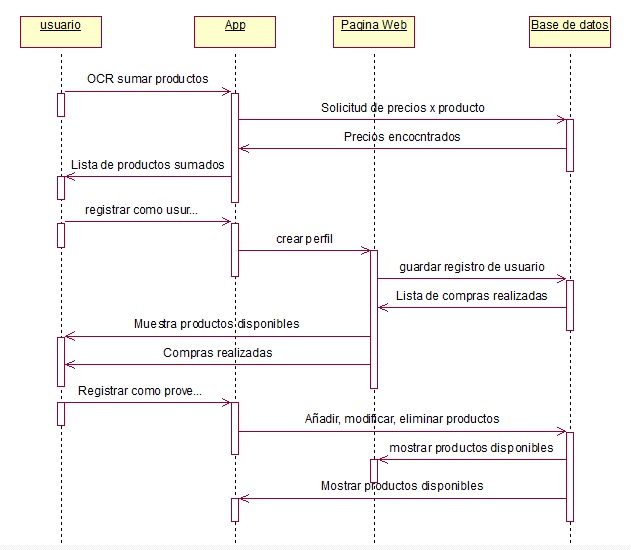 usuario
App
Pagina Web
Base de datos
OCR sumar productos
Solicitud de precios x producto
Precios encocntrados
Lista de productos sumados
registrar como usur...
crear perfil
guardar registro de usuario
Lista de compras realizadas
Muestra productos disponibles
Compras realizadas
Registrar como prove...
Añadir, modificar, eliminar productos
mostrar productos disponibles
Mostrar productos disponibles